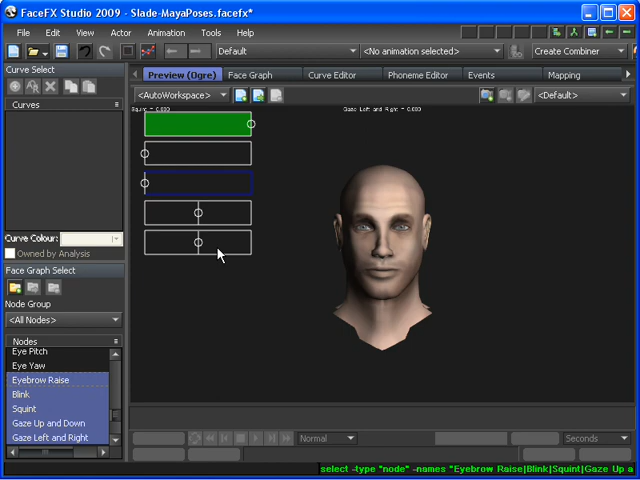 FaceFX Studio 2009 - Slade-MayaPoses.facefx*
File Edit View Actor Animation Tools Help
Default <No animation selected> Create Combiner
Curve Select
Preview (Ogre) Face Graph Curve Editor Phoneme Editor Events Mapping
<AutoWorkspace> <Default>
Curves
Squint = 0.000 Gaze Left and Right = 0.000
Curve Colour:
Owned by Analysis
Face Graph Select
Node Group
<All Nodes>
Nodes
Eye Pitch
Eye Yaw
Eyebrow Raise
Blink
Squint
Gaze Up and Down
Gaze Left and Right
Normal Seconds
select -type "node" -names "Eyebrow Raise|Blink|Squint|Gaze Up a